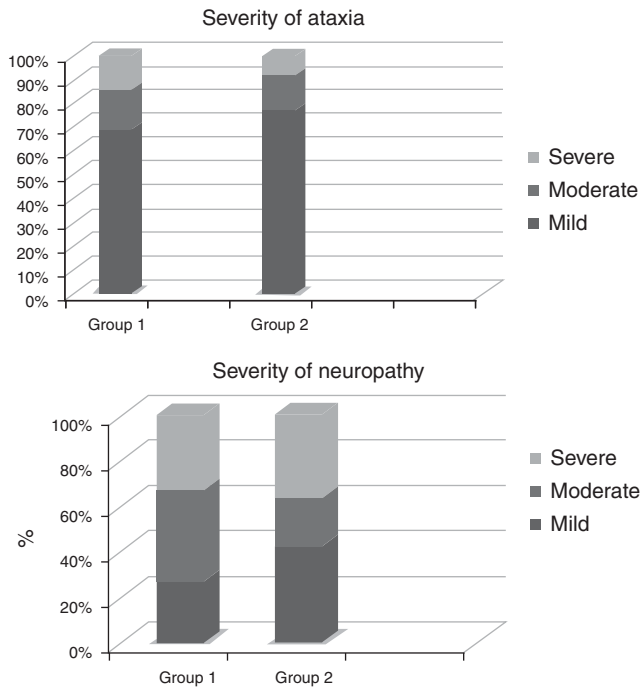 Severity of ataxia
100%
90%
80%
70%
60%
50%
40%
30%
20%
10%
0%
Group 1 Group 2
Severe
Moderate
Mild
Severity of neuropathy
%
100%
80%
60%
40%
20%
0%
Group 1 Group 2
Severe
Moderate
Mild